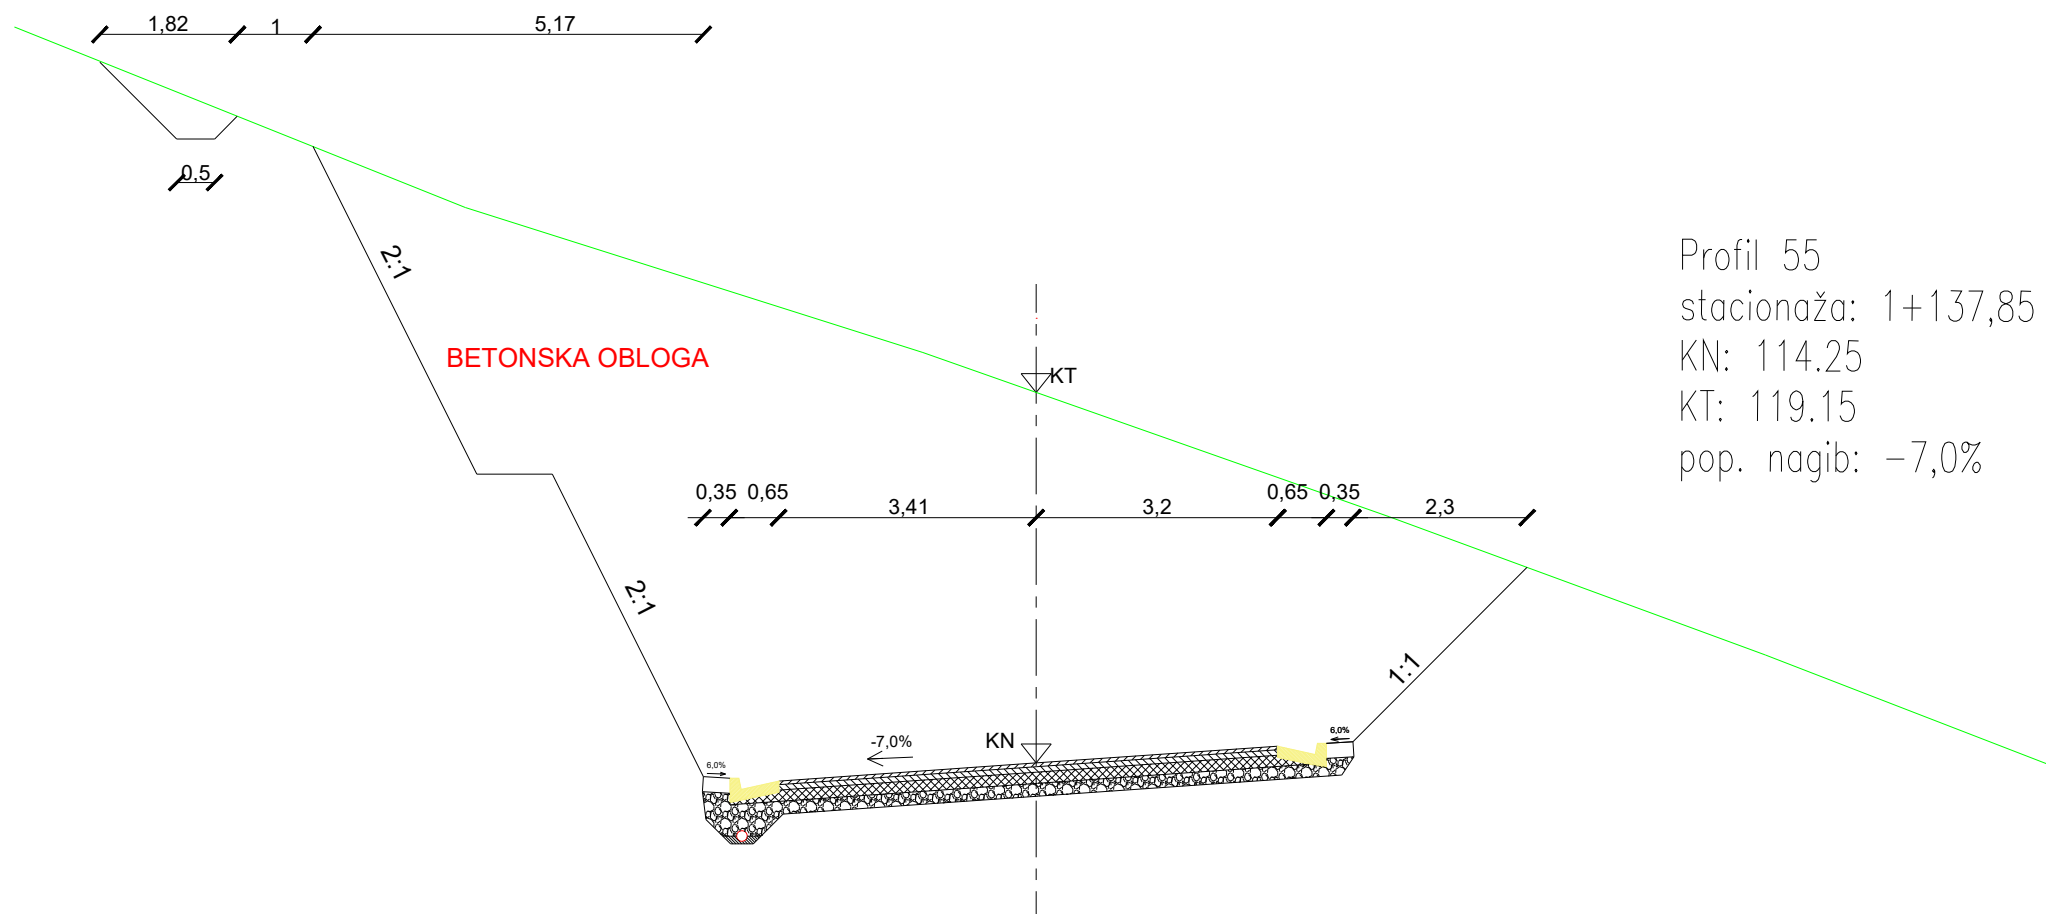 1,82
1
5,17
0,5
2:1
BETONSKA OBLOGA
KT
Profil 55
stacionaža: 1+137,85
KN: 114.25
KT: 119.15
pop. nagib: -7,0%
0,35 0,65
3,41
3,2
0,65 0,35
2,3
2:1
1:1
-7,0%
KN
6,0%
6,0%